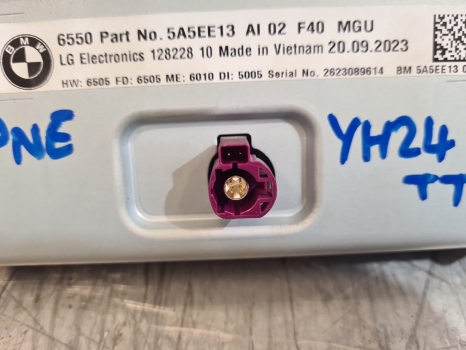 BMW
6550 Part No. 5A5EE13 AI 02 F40 MGU
LG Electronics 128228 10 Made in Vietnam 20.09.2023
HW: 6505 FD: 6505 ME: 6010 DI: 5005 Serial No. 2623089614
BM 5A5EE13 0
ONE
YH24
TT